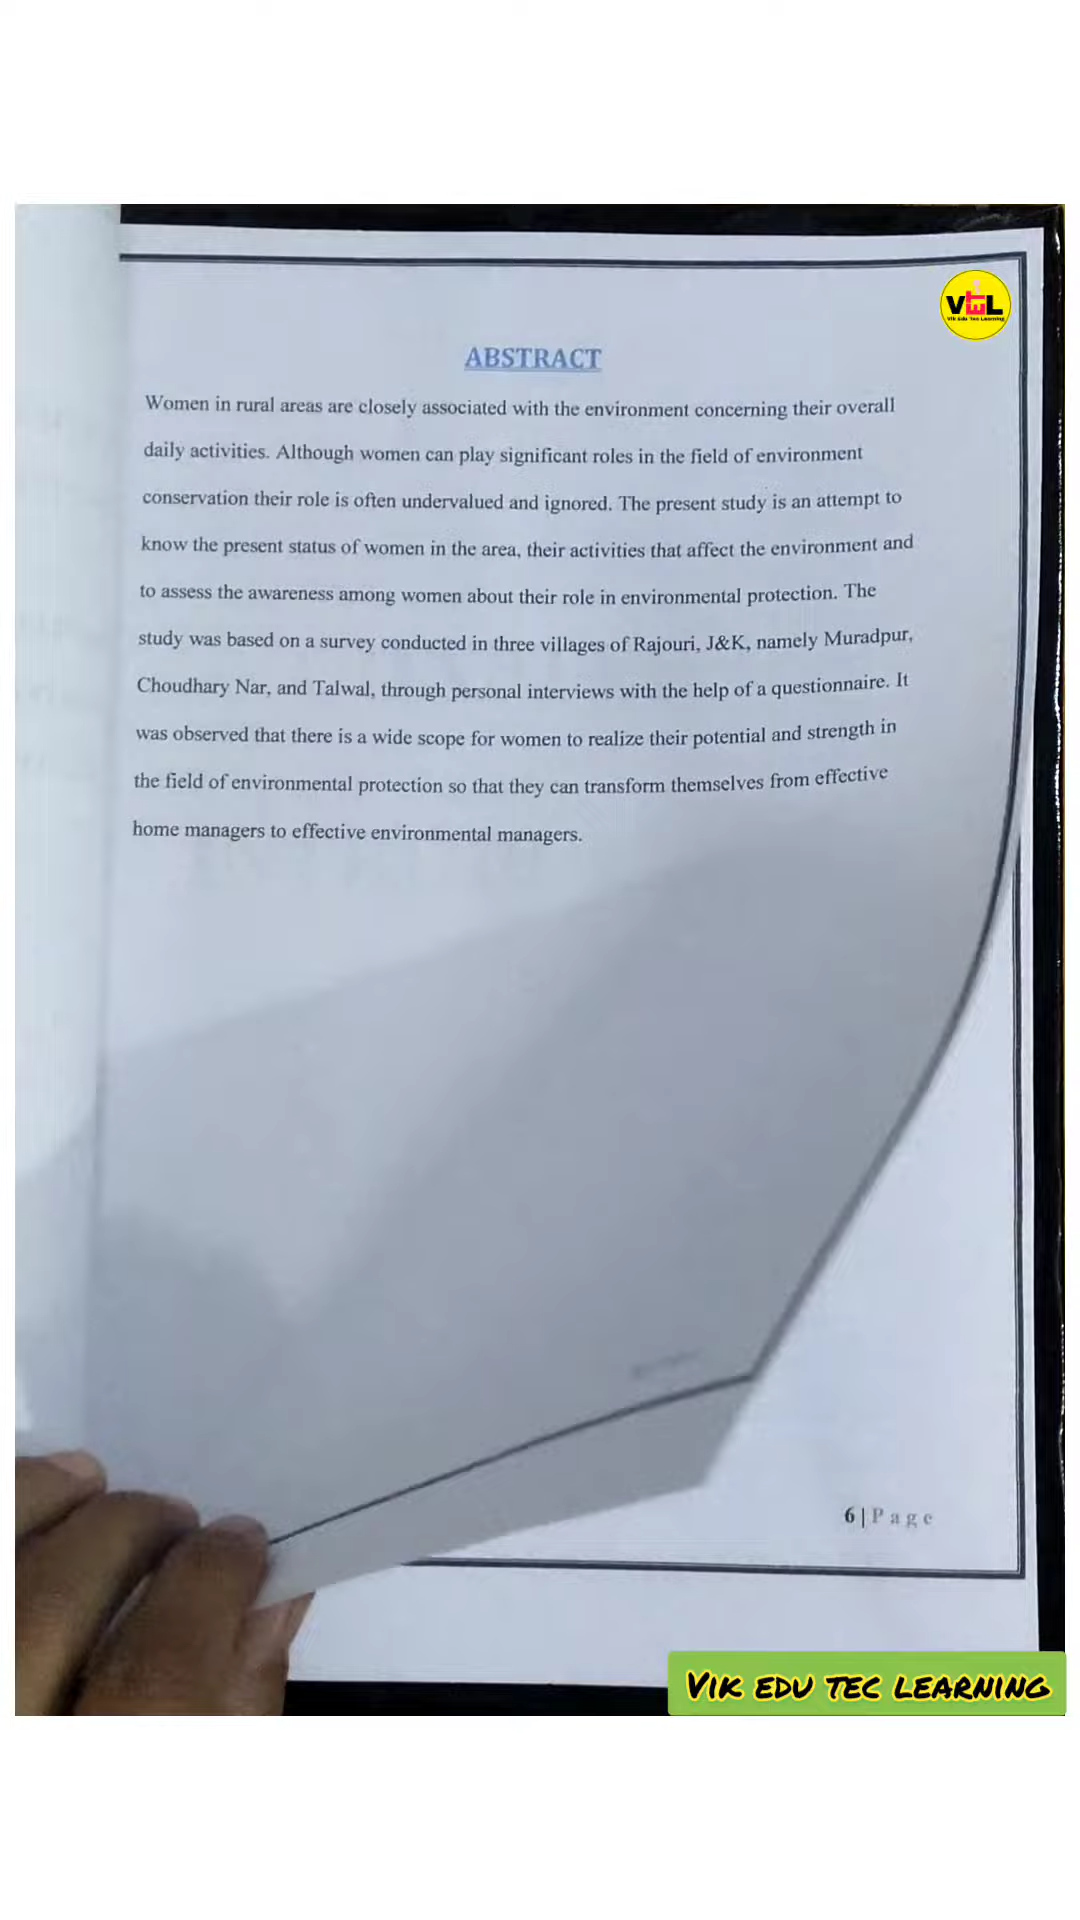 VETL
Vik Edu Tec Learning
ABSTRACT
Women in rural areas are closely associated with the environment concerning their overall
daily activities. Although women can play significant roles in the field of environment
conservation their role is often undervalued and ignored. The present study is an attempt to
know the present status of women in the area, their activities that affect the environment and
to assess the awareness among women about their role in environmental protection. The
study was based on a survey conducted in three villages of Rajouri, J&K, namely Muradpur,
Choudhary Nar, and Talwal, through personal interviews with the help of a questionnaire. It
was observed that there is a wide scope for women to realize their potential and strength in
the field of environmental protection so that they can transform themselves from effective
home managers to effective environmental managers.
6 | Page
VIK EDU TEC LEARNING